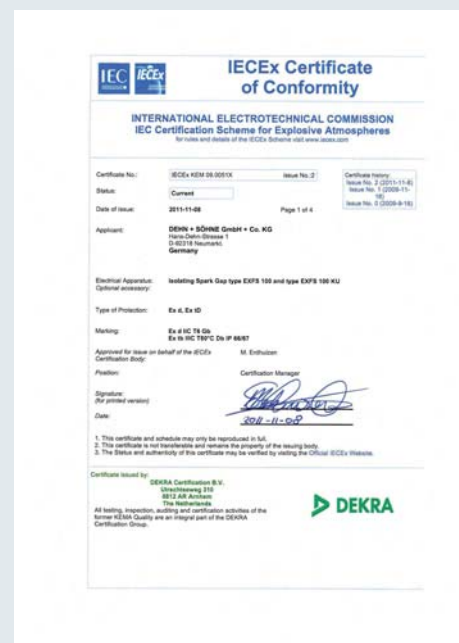 IEC IECEx
IECEx Certificate
of Conformity
INTERNATIONAL ELECTROTECHNICAL COMMISSION
IEC Certification Scheme for Explosive Atmospheres
for rules and details of the IECEx Scheme visit www.iecex.com
Certificate No.: IECEx KEM 09.0051X issue No.:2
Certificate history:
Issue No. 2 (2011-11-8)
Issue No. 1 (2009-11-
Issue No. 0 (2009-9-16)
Status: Current
Date of Issue: 2011-11-08 Page 1 of 4
Applicant: DEHN + SÖHNE GmbH + Co. KG
Hans-Dehn-Strasse 1
D-92318 Neumarkt
Germany
Electrical Apparatus: Isolating Spark Gap type EXFS 100 and type EXFS 100 KU
Optional accessory:
Type of Protection: Ex d, Ex tD
Marking: Ex d IIC T6 Gb
Ex tb IIIC T80°C Db IP 66/67
Approved for issue on behalf of the IECEx M. Enthuizen
Certification Body:
Position: Certification Manager
Signature:
(for printed version)
Date: 2011-11-08
1. This certificate and schedule may only be reproduced in full.
2. This certificate is not transferable and remains the property of the issuing body.
3. The Status and authenticity of this certificate may be verified by visiting the Official IECEx Website.
Certificate issued by:
DEKRA Certification B.V.
Utrechtseweg 310
6812 AR Arnhem
The Netherlands
All testing, inspection, auditing and certification activities of the
former KEMA Quality are an integral part of the DEKRA
Certification Group.
DEKRA